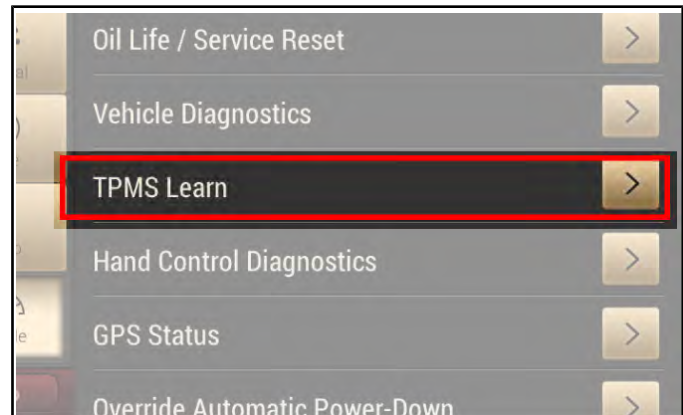 Oil Life / Service Reset
Vehicle Diagnostics
TPMS Learn
Hand Control Diagnostics
GPS Status
Override Automatic Power-Down